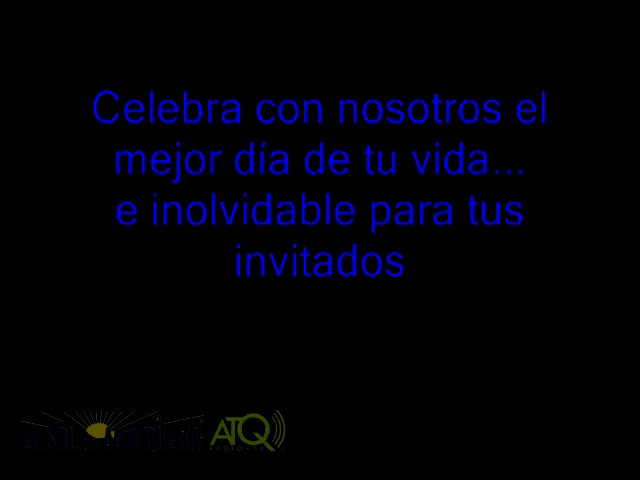 Celebra con nosotros el
mejor día de tu vida...
e inolvidable para tus
invitados
ATQ